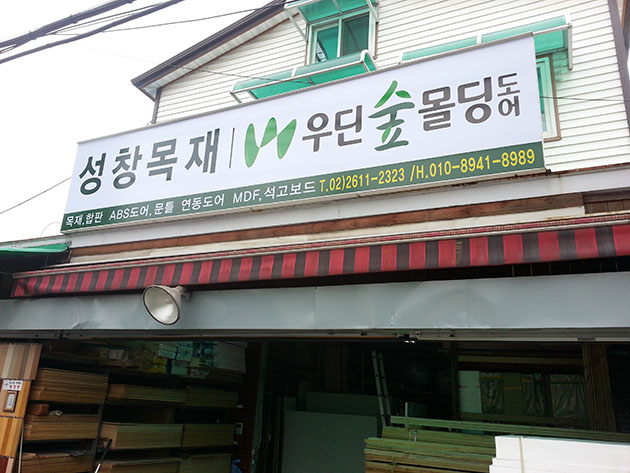 성창목재 우딘숲몰딩도어
목재,합판 ABS도어,문틀 연동도어 MDF,석고보드 T.02)2611-2323 /H.010-8941-8989